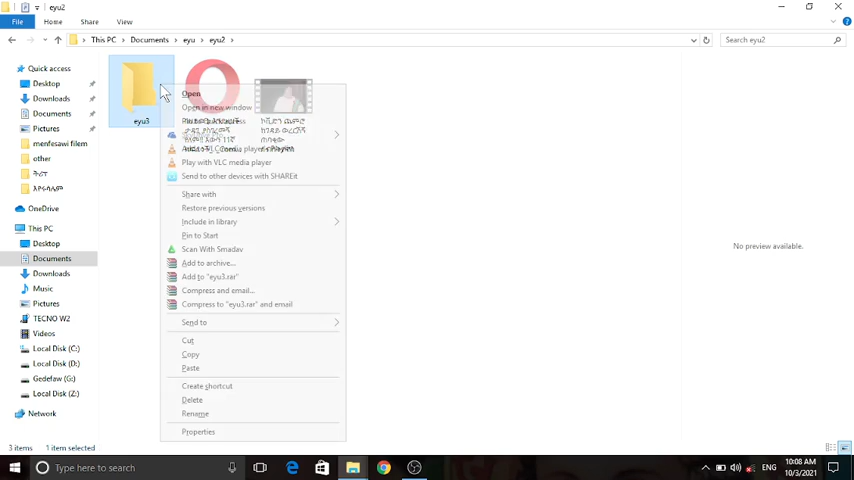 eyu2
File
Home
Share
View
This PC
Documents
eyu
eyu2
Search eyu2
Quick access
Desktop
Downloads
Documents
Pictures
menfesawi filem
other
ትረሆ
እየሩሳሌም
OneDrive
This PC
Desktop
Documents
Downloads
Music
Pictures
TECNO W2
Videos
Local Disk (C:)
Local Disk (D:)
Gedefaw (G:)
Local Disk (Z:)
Network
eyu3
Open
Open in new window
Play with VLC media player
Send to other devices with SHAREit
Share with
Restore previous versions
Include in library
Pin to Start
Scan With Smadav
Add to archive...
Add to "eyu3.rar"
Compress and email...
Compress to "eyu3.rar" and email
Send to
Cut
Copy
Paste
Create shortcut
Delete
Rename
Properties
No preview available.
3 items
1 item selected
Type here to search
ENG
10:08 AM
10/3/2021